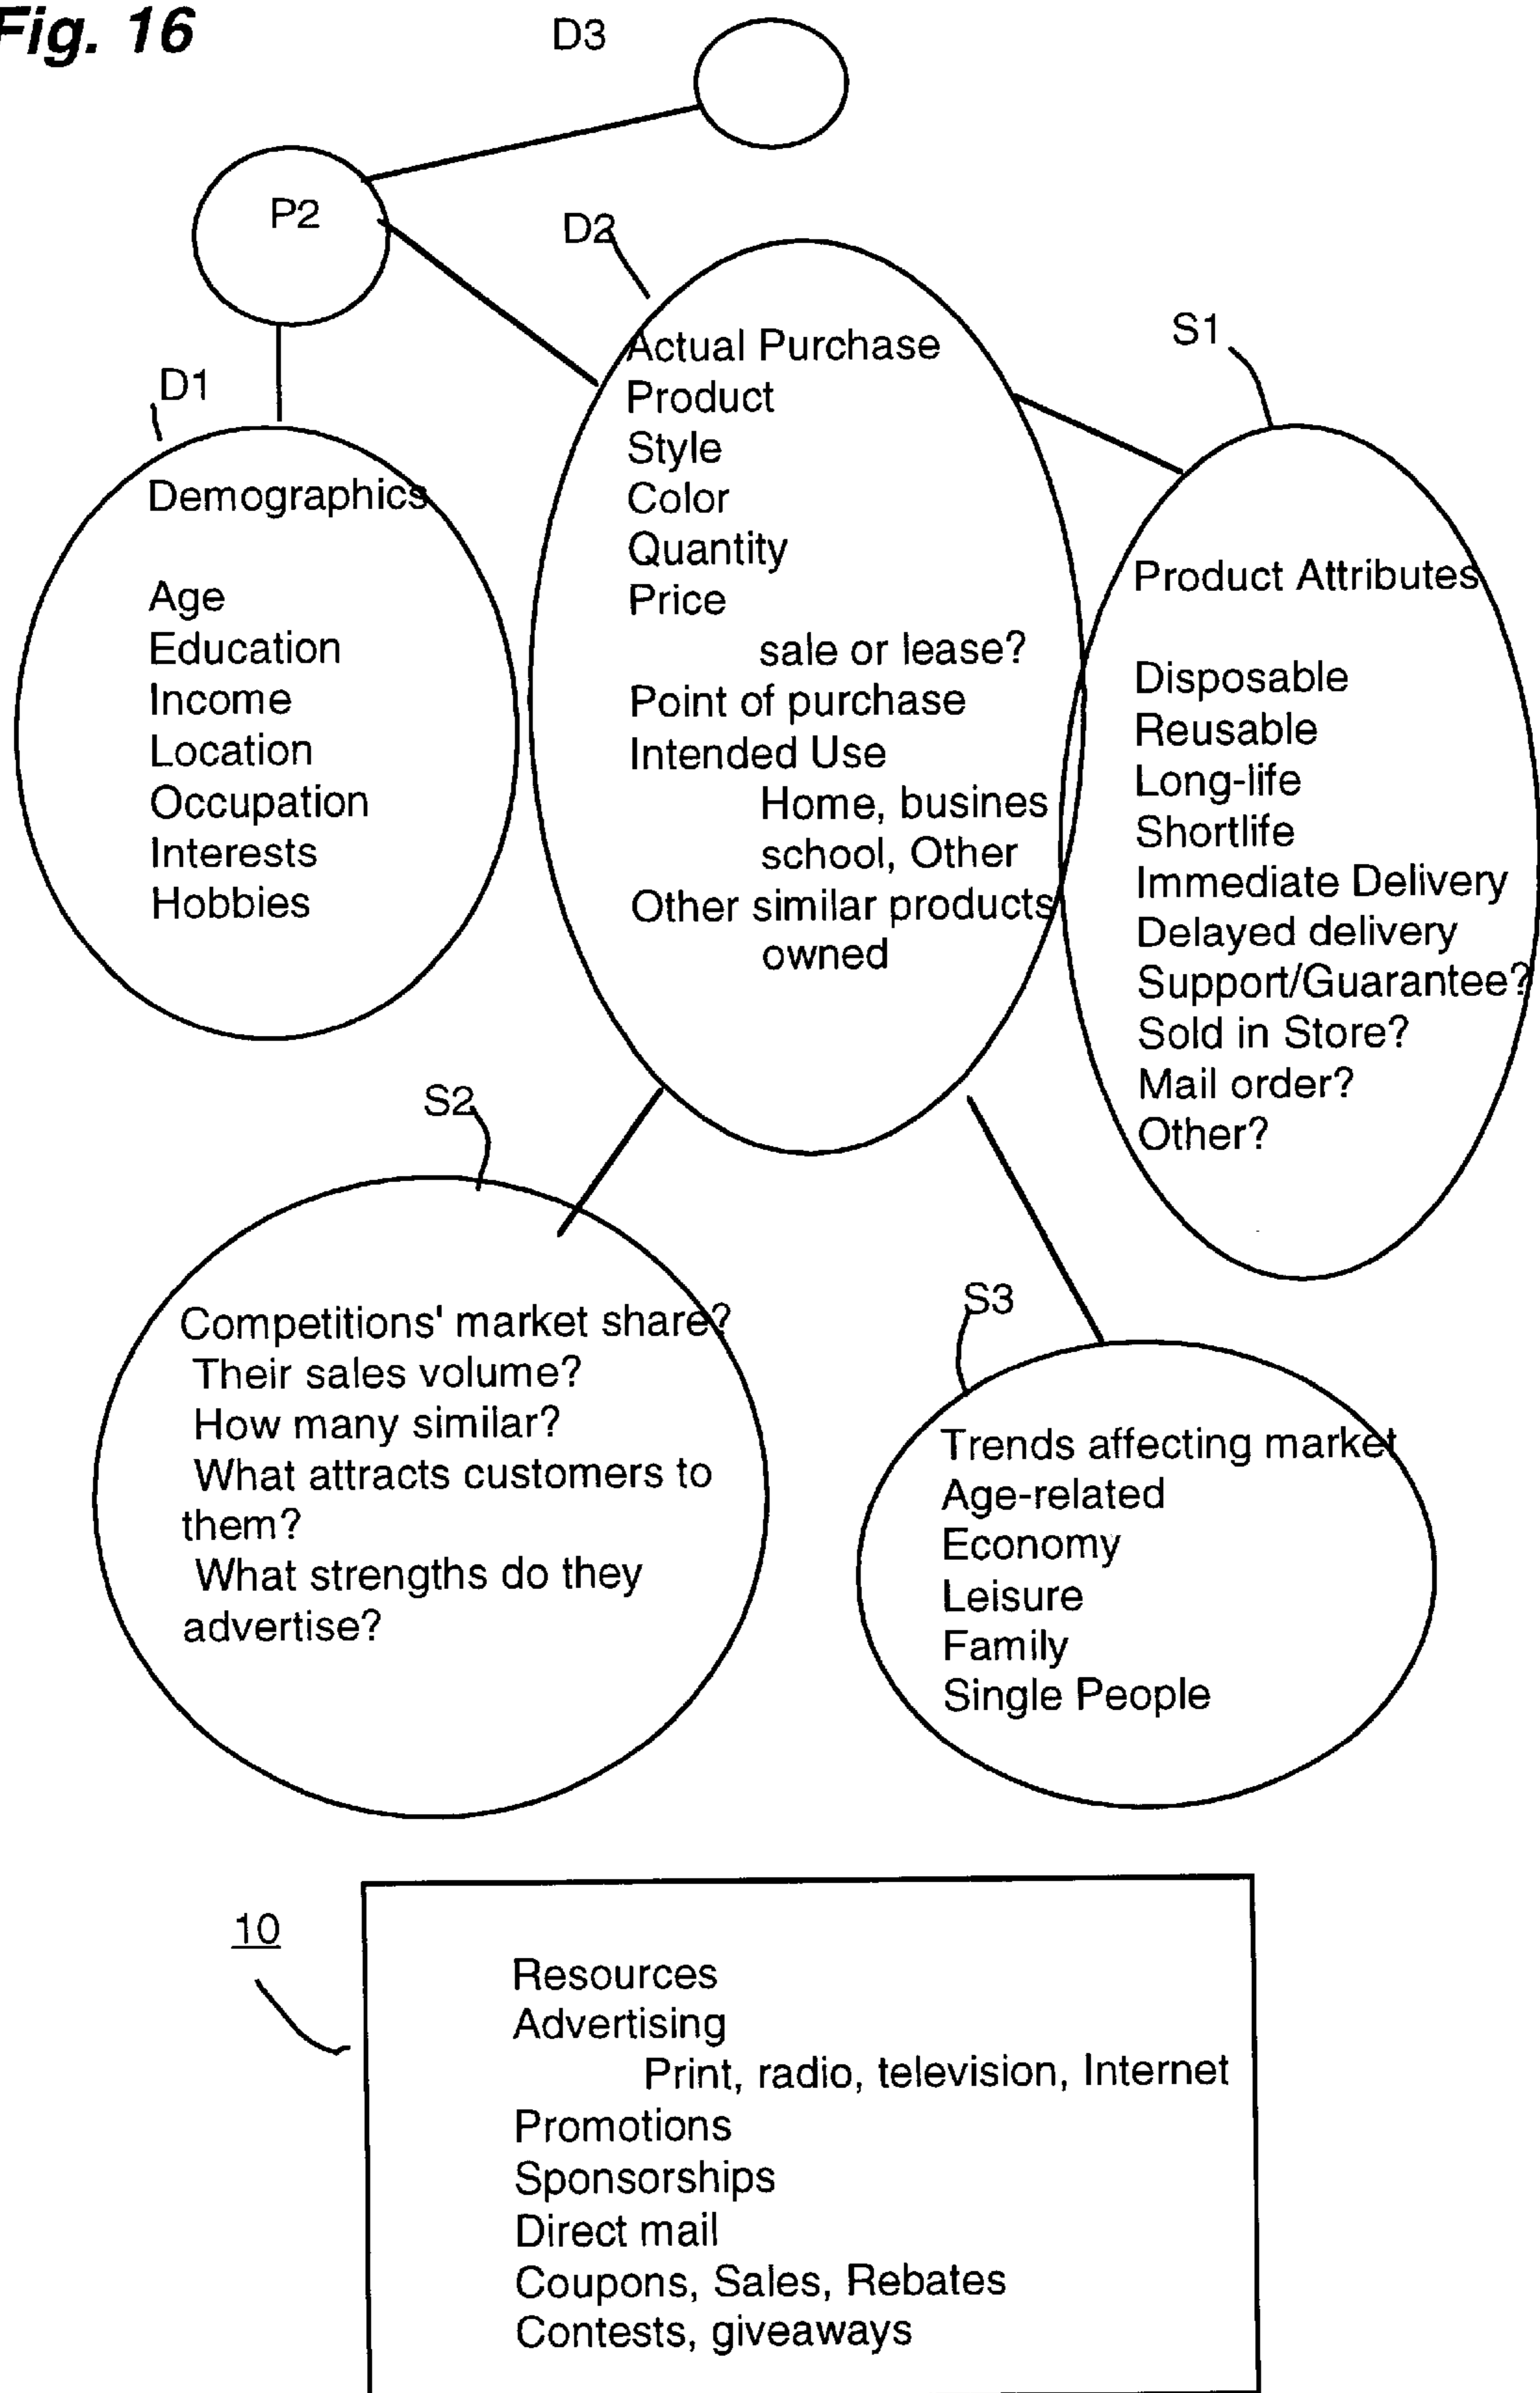 Fig. 16
D3
P2
D2
S1
D1
Actual Purchase
Product
Style
Color
Quantity
Price
sale or lease?
Point of purchase
Intended Use
Home, busines
school, Other
Other similar products
owned
Demographics
Age
Education
Income
Location
Occupation
Interests
Hobbies
Product Attributes
Disposable
Reusable
Long-life
Shortlife
Immediate Delivery
Delayed delivery
Support/Guarantee?
Sold in Store?
Mail order?
Other?
S2
Competitions' market share?
Their sales volume?
How many similar?
What attracts customers to
them?
What strengths do they
advertise?
S3
Trends affecting market
Age-related
Economy
Leisure
Family
Single People
10
Resources
Advertising
Print, radio, television, Internet
Promotions
Sponsorships
Direct mail
Coupons, Sales, Rebates
Contests, giveaways